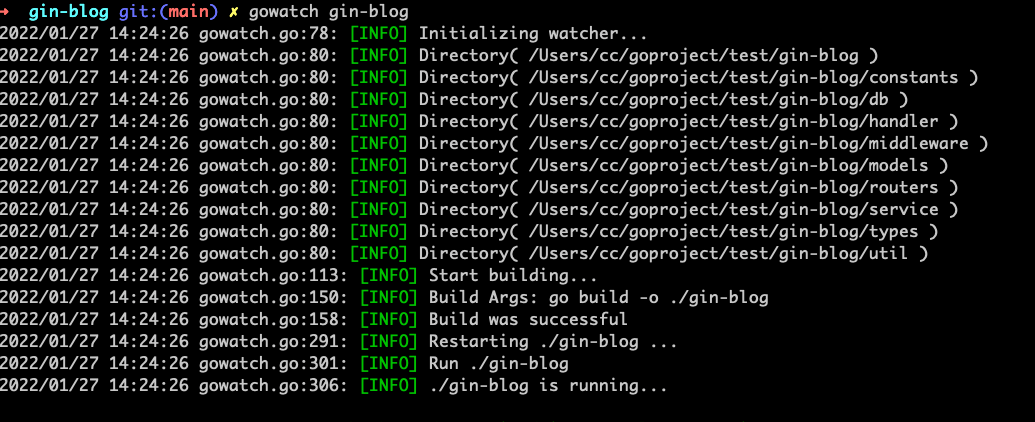 ➜  gin-blog git:(main) ✗ gowatch gin-blog
2022/01/27 14:24:26 gowatch.go:78: [INFO] Initializing watcher...
2022/01/27 14:24:26 gowatch.go:80: [INFO] Directory( /Users/cc/goproject/test/gin-blog )
2022/01/27 14:24:26 gowatch.go:80: [INFO] Directory( /Users/cc/goproject/test/gin-blog/constants )
2022/01/27 14:24:26 gowatch.go:80: [INFO] Directory( /Users/cc/goproject/test/gin-blog/db )
2022/01/27 14:24:26 gowatch.go:80: [INFO] Directory( /Users/cc/goproject/test/gin-blog/handler )
2022/01/27 14:24:26 gowatch.go:80: [INFO] Directory( /Users/cc/goproject/test/gin-blog/middleware )
2022/01/27 14:24:26 gowatch.go:80: [INFO] Directory( /Users/cc/goproject/test/gin-blog/models )
2022/01/27 14:24:26 gowatch.go:80: [INFO] Directory( /Users/cc/goproject/test/gin-blog/routers )
2022/01/27 14:24:26 gowatch.go:80: [INFO] Directory( /Users/cc/goproject/test/gin-blog/service )
2022/01/27 14:24:26 gowatch.go:80: [INFO] Directory( /Users/cc/goproject/test/gin-blog/types )
2022/01/27 14:24:26 gowatch.go:80: [INFO] Directory( /Users/cc/goproject/test/gin-blog/util )
2022/01/27 14:24:26 gowatch.go:113: [INFO] Start building...
2022/01/27 14:24:26 gowatch.go:150: [INFO] Build Args: go build -o ./gin-blog
2022/01/27 14:24:26 gowatch.go:158: [INFO] Build was successful
2022/01/27 14:24:26 gowatch.go:291: [INFO] Restarting ./gin-blog ...
2022/01/27 14:24:26 gowatch.go:301: [INFO] Run ./gin-blog
2022/01/27 14:24:26 gowatch.go:306: [INFO] ./gin-blog is running...